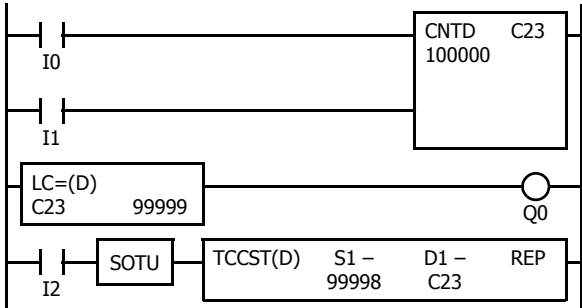 CNTD C23
100000
I0
I1
LC=(D)
C23 99999
Q0
SOTU
TCCST(D) S1 – D1 – REP
99998 C23
I2